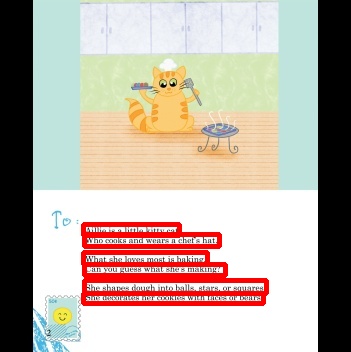 To:
Allie is a little kitty cat
Who cooks and wears a chef's hat.
What she loves most is baking.
Can you guess what she's making?
She shapes dough into balls, stars, or squares
She decorates her cookies with faces or bears
2